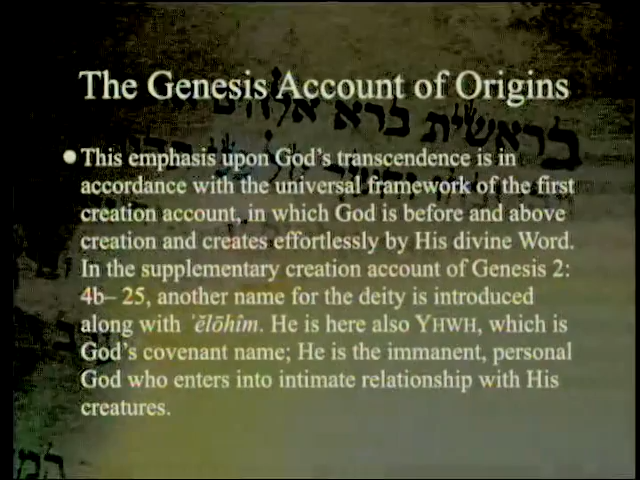 The Genesis Account of Origins
בראשית ברא אלהים
• This emphasis upon God's transcendence is in
accordance with the universal framework of the first
creation account, in which God is before and above
creation and creates effortlessly by His divine Word.
In the supplementary creation account of Genesis 2:
4b– 25, another name for the deity is introduced
along with ʾĕlōhîm. He is here also YHWH, which is
God's covenant name; He is the immanent, personal
God who enters into intimate relationship with His
creatures.